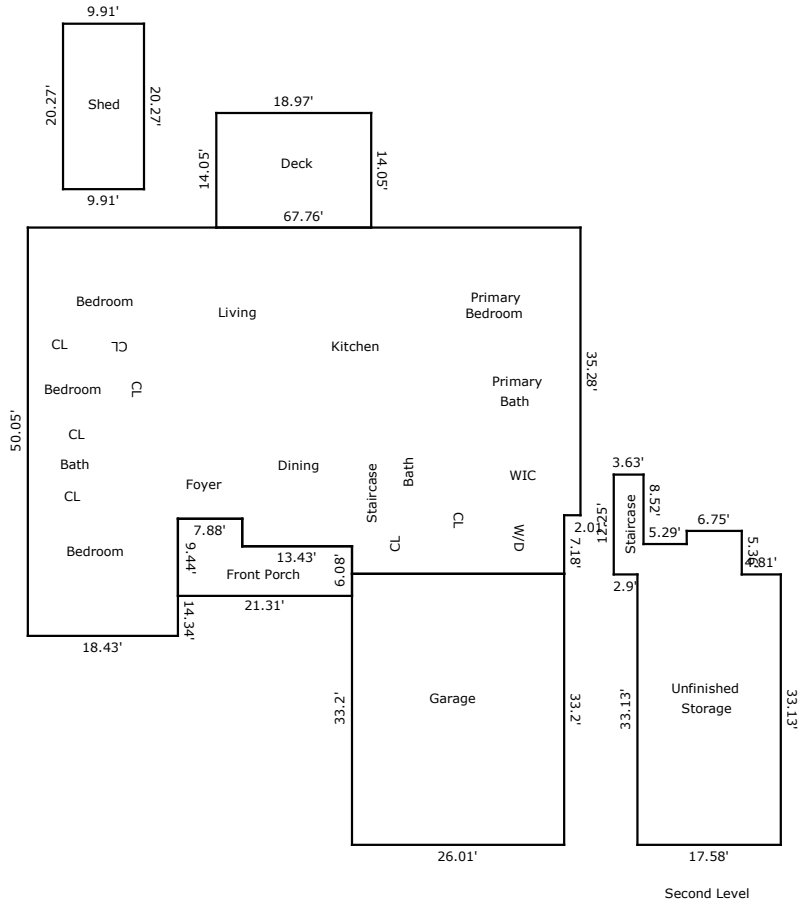 9.91'
20.27'
Shed
20.27'
9.91'
18.97'
14.05'
Deck
14.05'
67.76'
Bedroom
Living
Primary
Bedroom
CL
CL
Kitchen
35.28'
Bedroom
CL
Primary
Bath
50.05'
CL
Bath
CL
Foyer
Dining
Staircase
Bath
WIC
CL
CL
W/D
2.01'
7.18'
Bedroom
7.88'
9.44'
13.43'
Front Porch
6.08'
21.31'
14.34'
18.43'
33.2'
Garage
33.2'
26.01'
3.63'
12.25'
Staircase
8.52'
5.29'
6.75'
5.39'
4.81'
2.9'
33.13'
Unfinished
Storage
33.13'
17.58'
Second Level